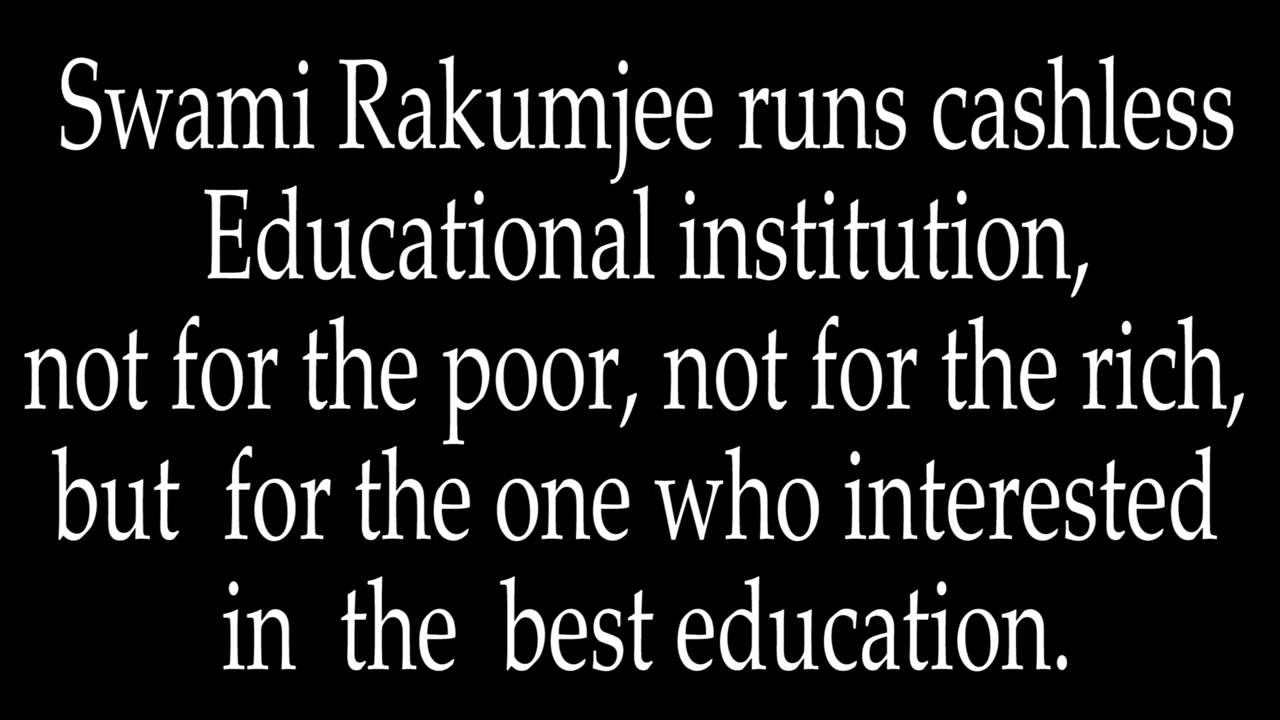 Swami Rakumjee runs cashless
Educational institution,
not for the poor, not for the rich,
but for the one who interested
in the best education.